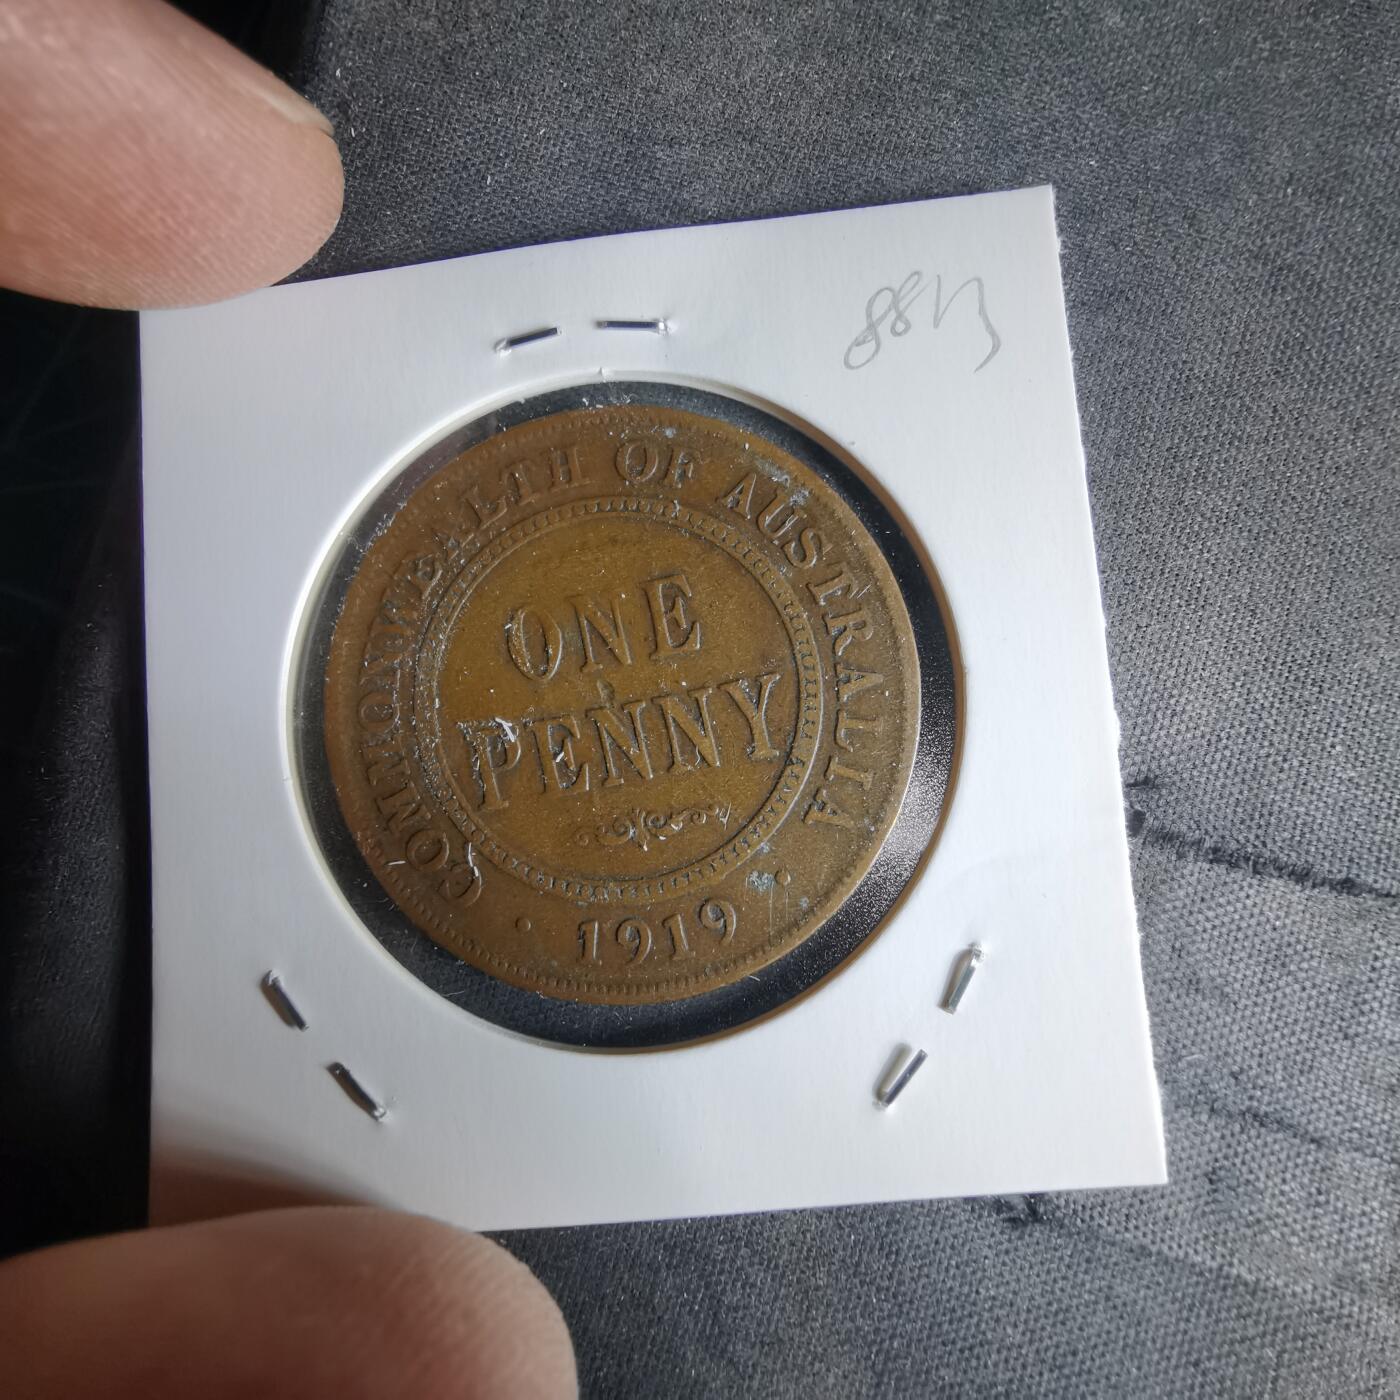 COMMONWEALTH OF AUSTRALIA
ONE
PENNY
· 1919 ·